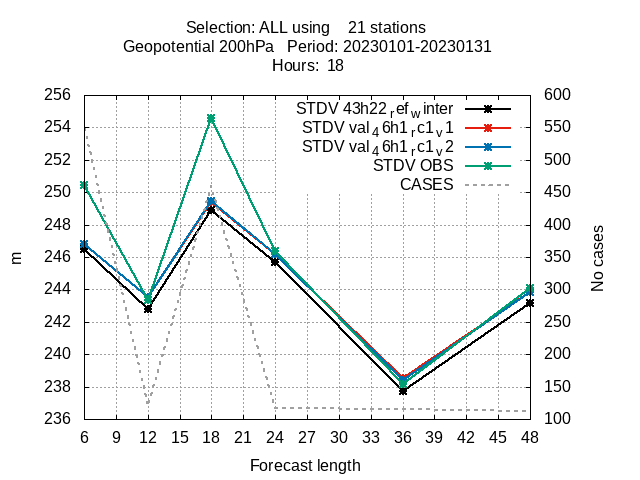 Selection: ALL using 21 stations
Geopotential 200hPa Period: 20230101-20230131
Hours: 18
256 600
254 550
252 500
250 450
248 400
246 350
244 300
242 250
240 200
238 150
236 100
STDV 43h22refwinter
STDV val46h1rc1v1
STDV val46h1rc1v2
STDV OBS
CASES
m
No cases
6 9 12 15 18 21 24 27 30 33 36 39 42 45 48
Forecast length